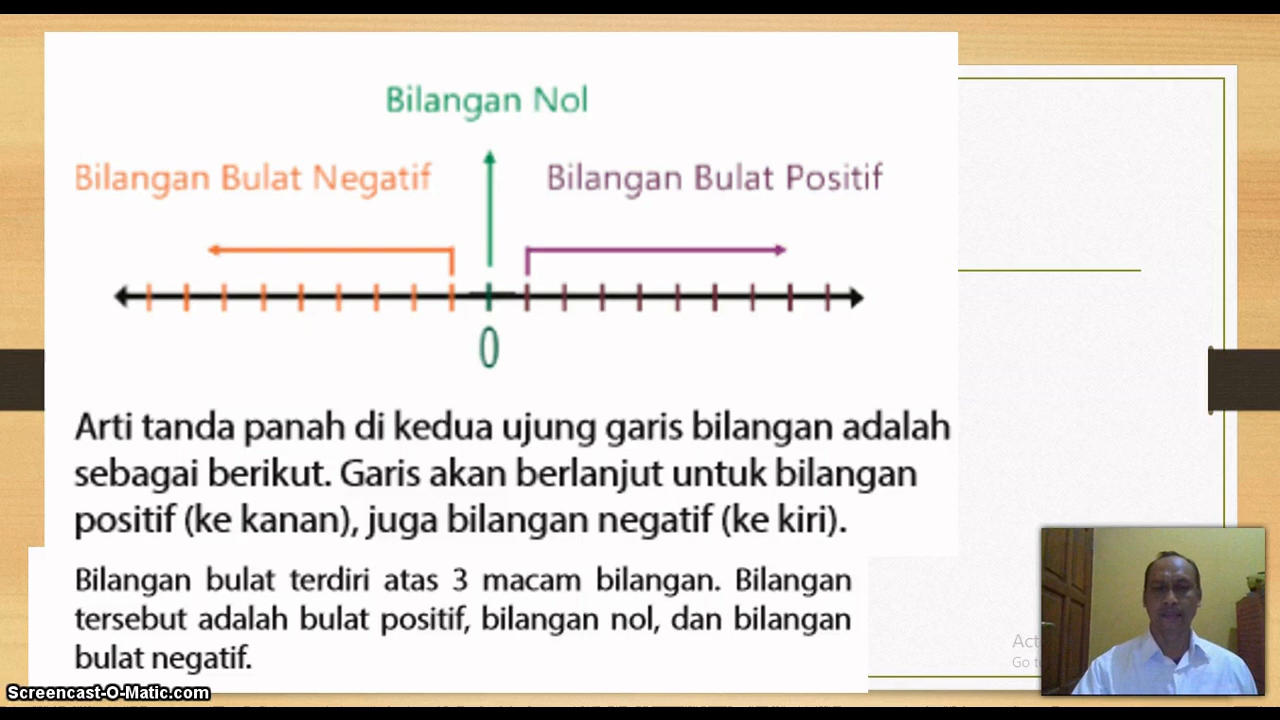 Bilangan Nol
Bilangan Bulat Negatif
Bilangan Bulat Positif
0
Arti tanda panah di kedua ujung garis bilangan adalah
sebagai berikut. Garis akan berlanjut untuk bilangan
positif (ke kanan), juga bilangan negatif (ke kiri).
Bilangan bulat terdiri atas 3 macam bilangan. Bilangan
tersebut adalah bulat positif, bilangan nol, dan bilangan
bulat negatif.
Go
Screencast-O-Matic.com